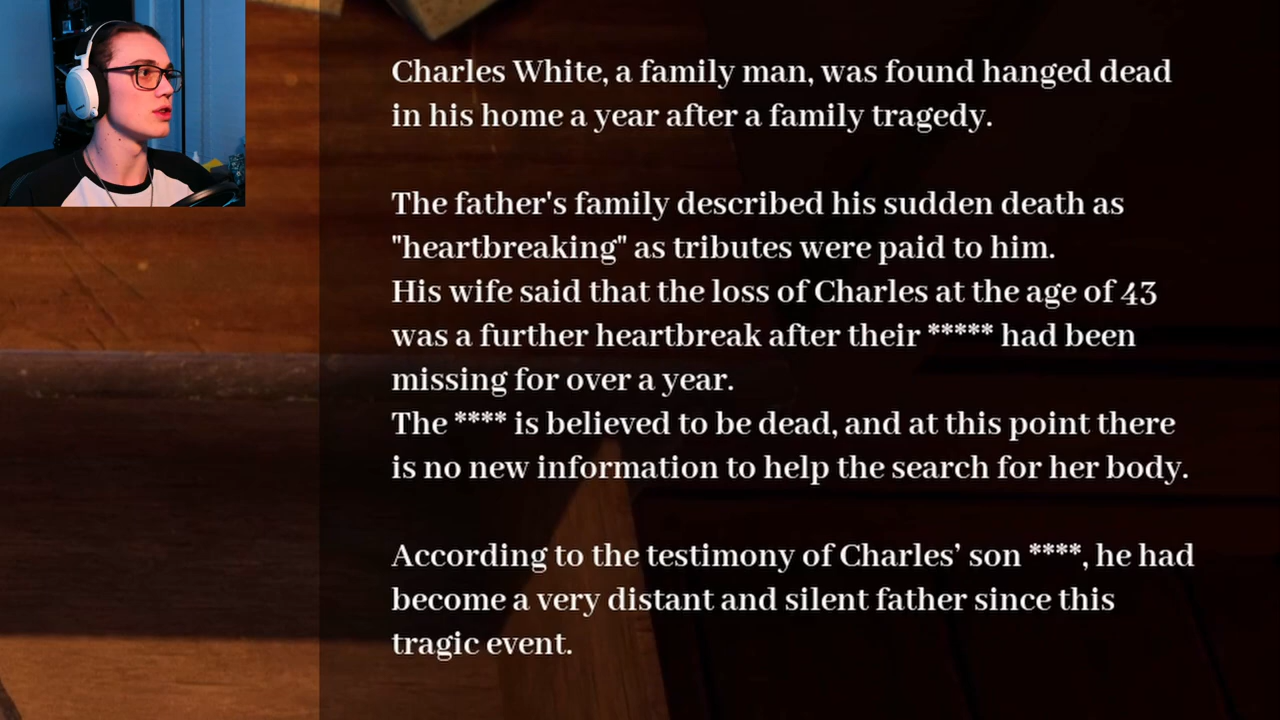 Charles White, a family man, was found hanged dead
in his home a year after a family tragedy.
The father's family described his sudden death as
"heartbreaking" as tributes were paid to him.
His wife said that the loss of Charles at the age of 43
was a further heartbreak after their ***** had been
missing for over a year.
The **** is believed to be dead, and at this point there
is no new information to help the search for her body.
According to the testimony of Charles’ son ****, he had
become a very distant and silent father since this
tragic event.